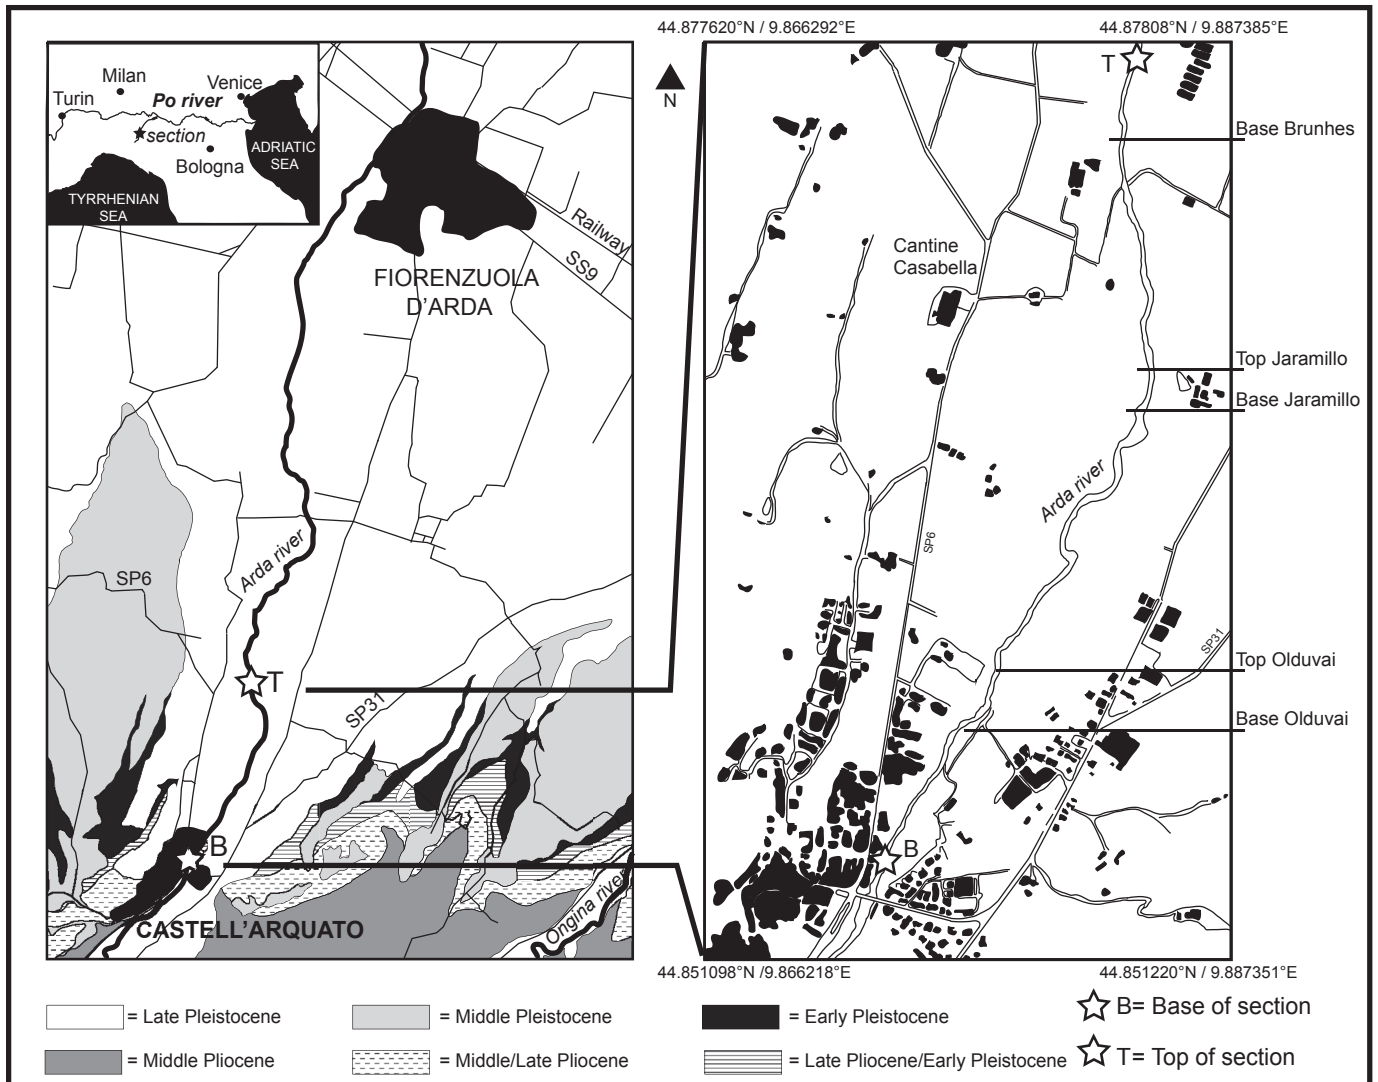 44.877620°N / 9.866292°E
44.87808°N / 9.887385°E
Milan
Venice
Turin
Po river
section
Bologna
ADRIATIC
SEA
TYRRHENIAN
SEA
N
T
Base Brunhes
Railway
SS9
FIORENZUOLA
D'ARDA
Cantine
Casabella
Top Jaramillo
Base Jaramillo
Arda river
Arda river
SP6
SP6
SP31
Top Olduvai
T
SP31
Base Olduvai
B
B
CASTELL'ARQUATO
Ongina river
44.851098°N /9.866218°E
44.851220°N / 9.887351°E
= Late Pleistocene
= Middle Pleistocene
= Early Pleistocene
B= Base of section
= Middle Pliocene
= Middle/Late Pliocene
= Late Pliocene/Early Pleistocene
T= Top of section